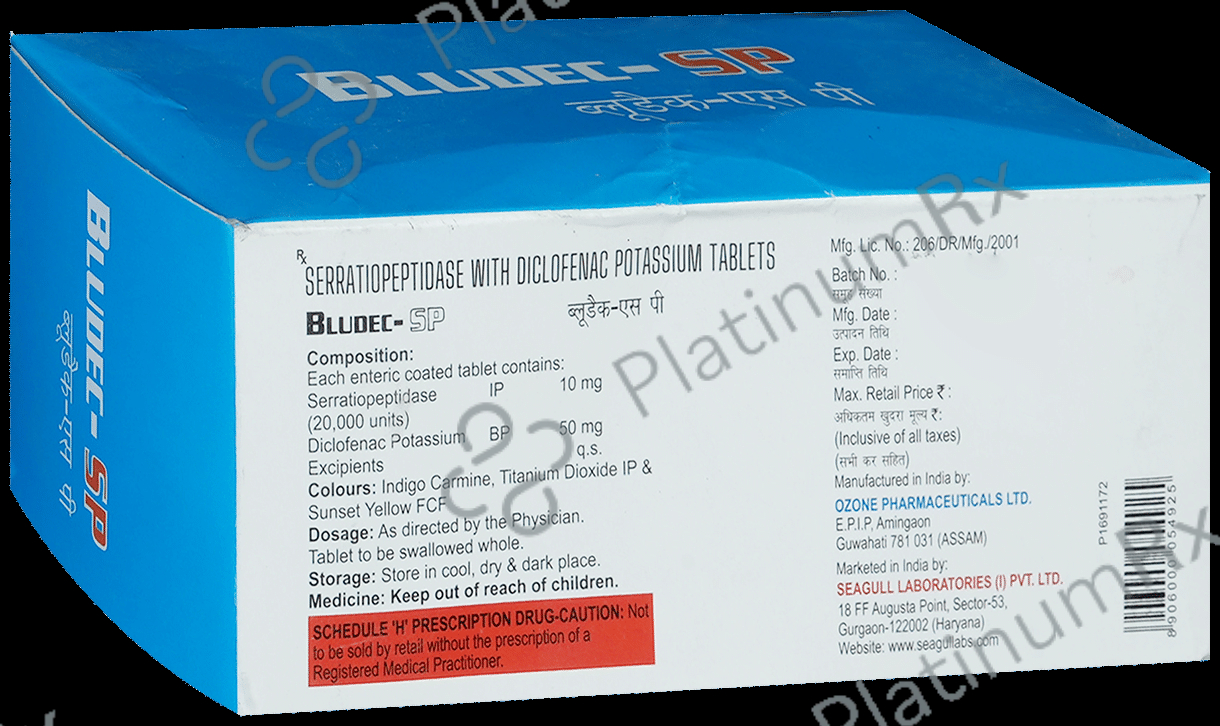 BLUDEC-SP
ब्लूडैक-एस पी
BLUDEC-SP
ब्लूडैक-एस पी
Rx
SERRATIOPEPTIDASE WITH DICLOFENAC POTASSIUM TABLETS
BLUDEC-SP ब्लूडैक-एस पी
Composition:
Each enteric coated tablet contains:
Serratiopeptidase IP 10 mg
(20,000 units)
Diclofenac Potassium BP 50 mg
Excipients q.s.
Colours: Indigo Carmine, Titanium Dioxide IP &
Sunset Yellow FCF
Dosage: As directed by the Physician.
Tablet to be swallowed whole.
Storage: Store in cool, dry & dark place.
Medicine: Keep out of reach of children.
SCHEDULE 'H' PRESCRIPTION DRUG-CAUTION: Not
to be sold by retail without the prescription of a
Registered Medical Practitioner.
Mfg. Lic. No.: 206/DR/Mfg./2001
Batch No. :
समूह संख्या
Mfg. Date :
उत्पादन तिथि
Exp. Date :
समाप्ति तिथि
Max. Retail Price ₹ :
अधिकतम खुदरा मूल्य ₹:
(Inclusive of all taxes)
(सभी कर सहित)
Manufactured in India by:
OZONE PHARMACEUTICALS LTD.
E.P.I.P, Amingaon
Guwahati 781 031 (ASSAM)
Marketed in India by:
SEAGULL LABORATORIES (I) PVT. LTD.
18 FF Augusta Point, Sector-53,
Gurgaon-122002 (Haryana)
Website: www.seagulllabs.com
P1691172
8906000054925
PlatinumRx
PlatinumRx
PlatinumRx
PlatinumRx